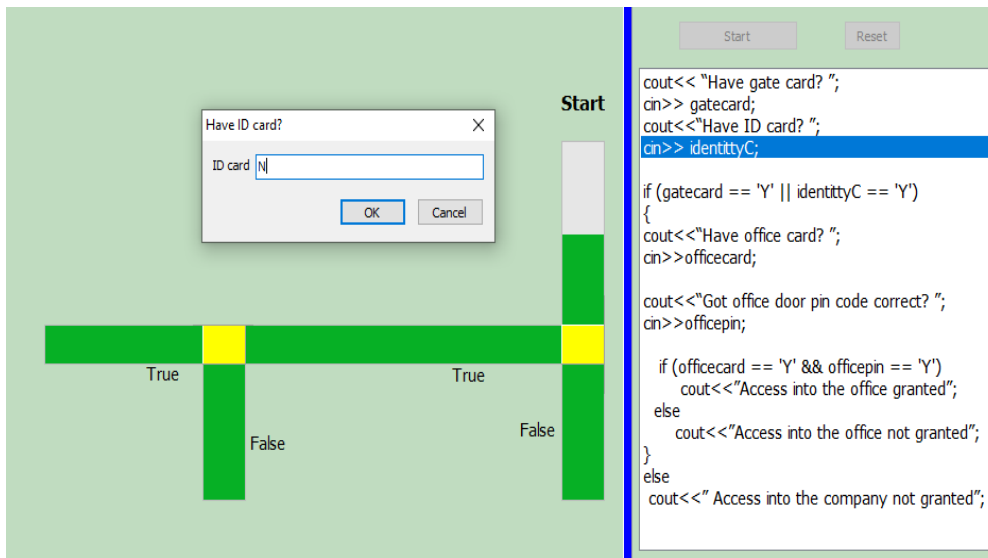 Start
Have ID card?
ID card N
OK Cancel
True
True
False
False
Start Reset
cout<< “Have gate card? ”;
cin>> gatecard;
cout<<“Have ID card? ”;
cin>> identittyC;
if (gatecard == 'Y' || identittyC == 'Y')
{
cout<<“Have office card? ”;
cin>>officecard;
cout<<“Got office door pin code correct? ”;
cin>>officepin;
if (officecard == 'Y' && officepin == 'Y')
cout<<”Access into the office granted”;
else
cout<<”Access into the office not granted”;
}
else
cout<<” Access into the company not granted”;